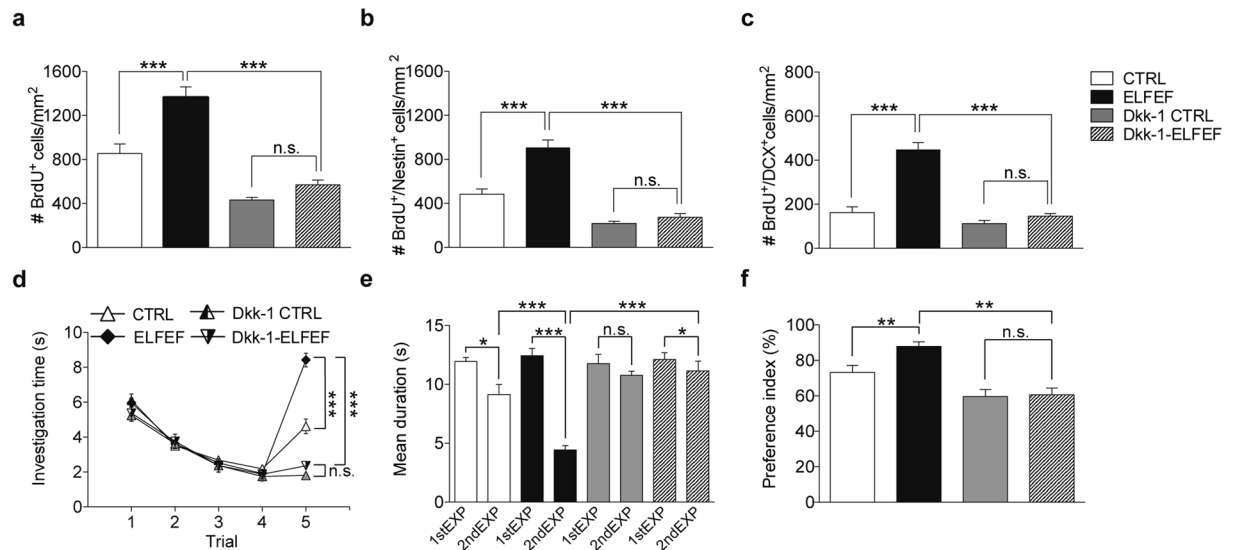 a
b
c
# BrdU⁺ cells/mm²
1600
1200
800
400
0
***
***
n.s.
# BrdU⁺/Nestin⁺ cells/mm²
1600
1200
800
400
0
***
***
n.s.
# BrdU⁺/DCX⁺cells/mm²
800
600
400
200
0
***
***
n.s.
CTRL
ELFEF
Dkk-1 CTRL
Dkk-1-ELFEF
d
e
f
CTRL
ELFEF
Dkk-1 CTRL
Dkk-1-ELFEF
Investigation time (s)
10
8
6
4
2
0
1 2 3 4 5
Trial
***
***
n.s.
Mean duration (s)
15
10
5
0
*
***
***
n.s.
***
*
1stEXP
2ndEXP
1stEXP
2ndEXP
1stEXP
2ndEXP
1stEXP
2ndEXP
Preference index (%)
100
80
60
40
20
0
**
**
n.s.